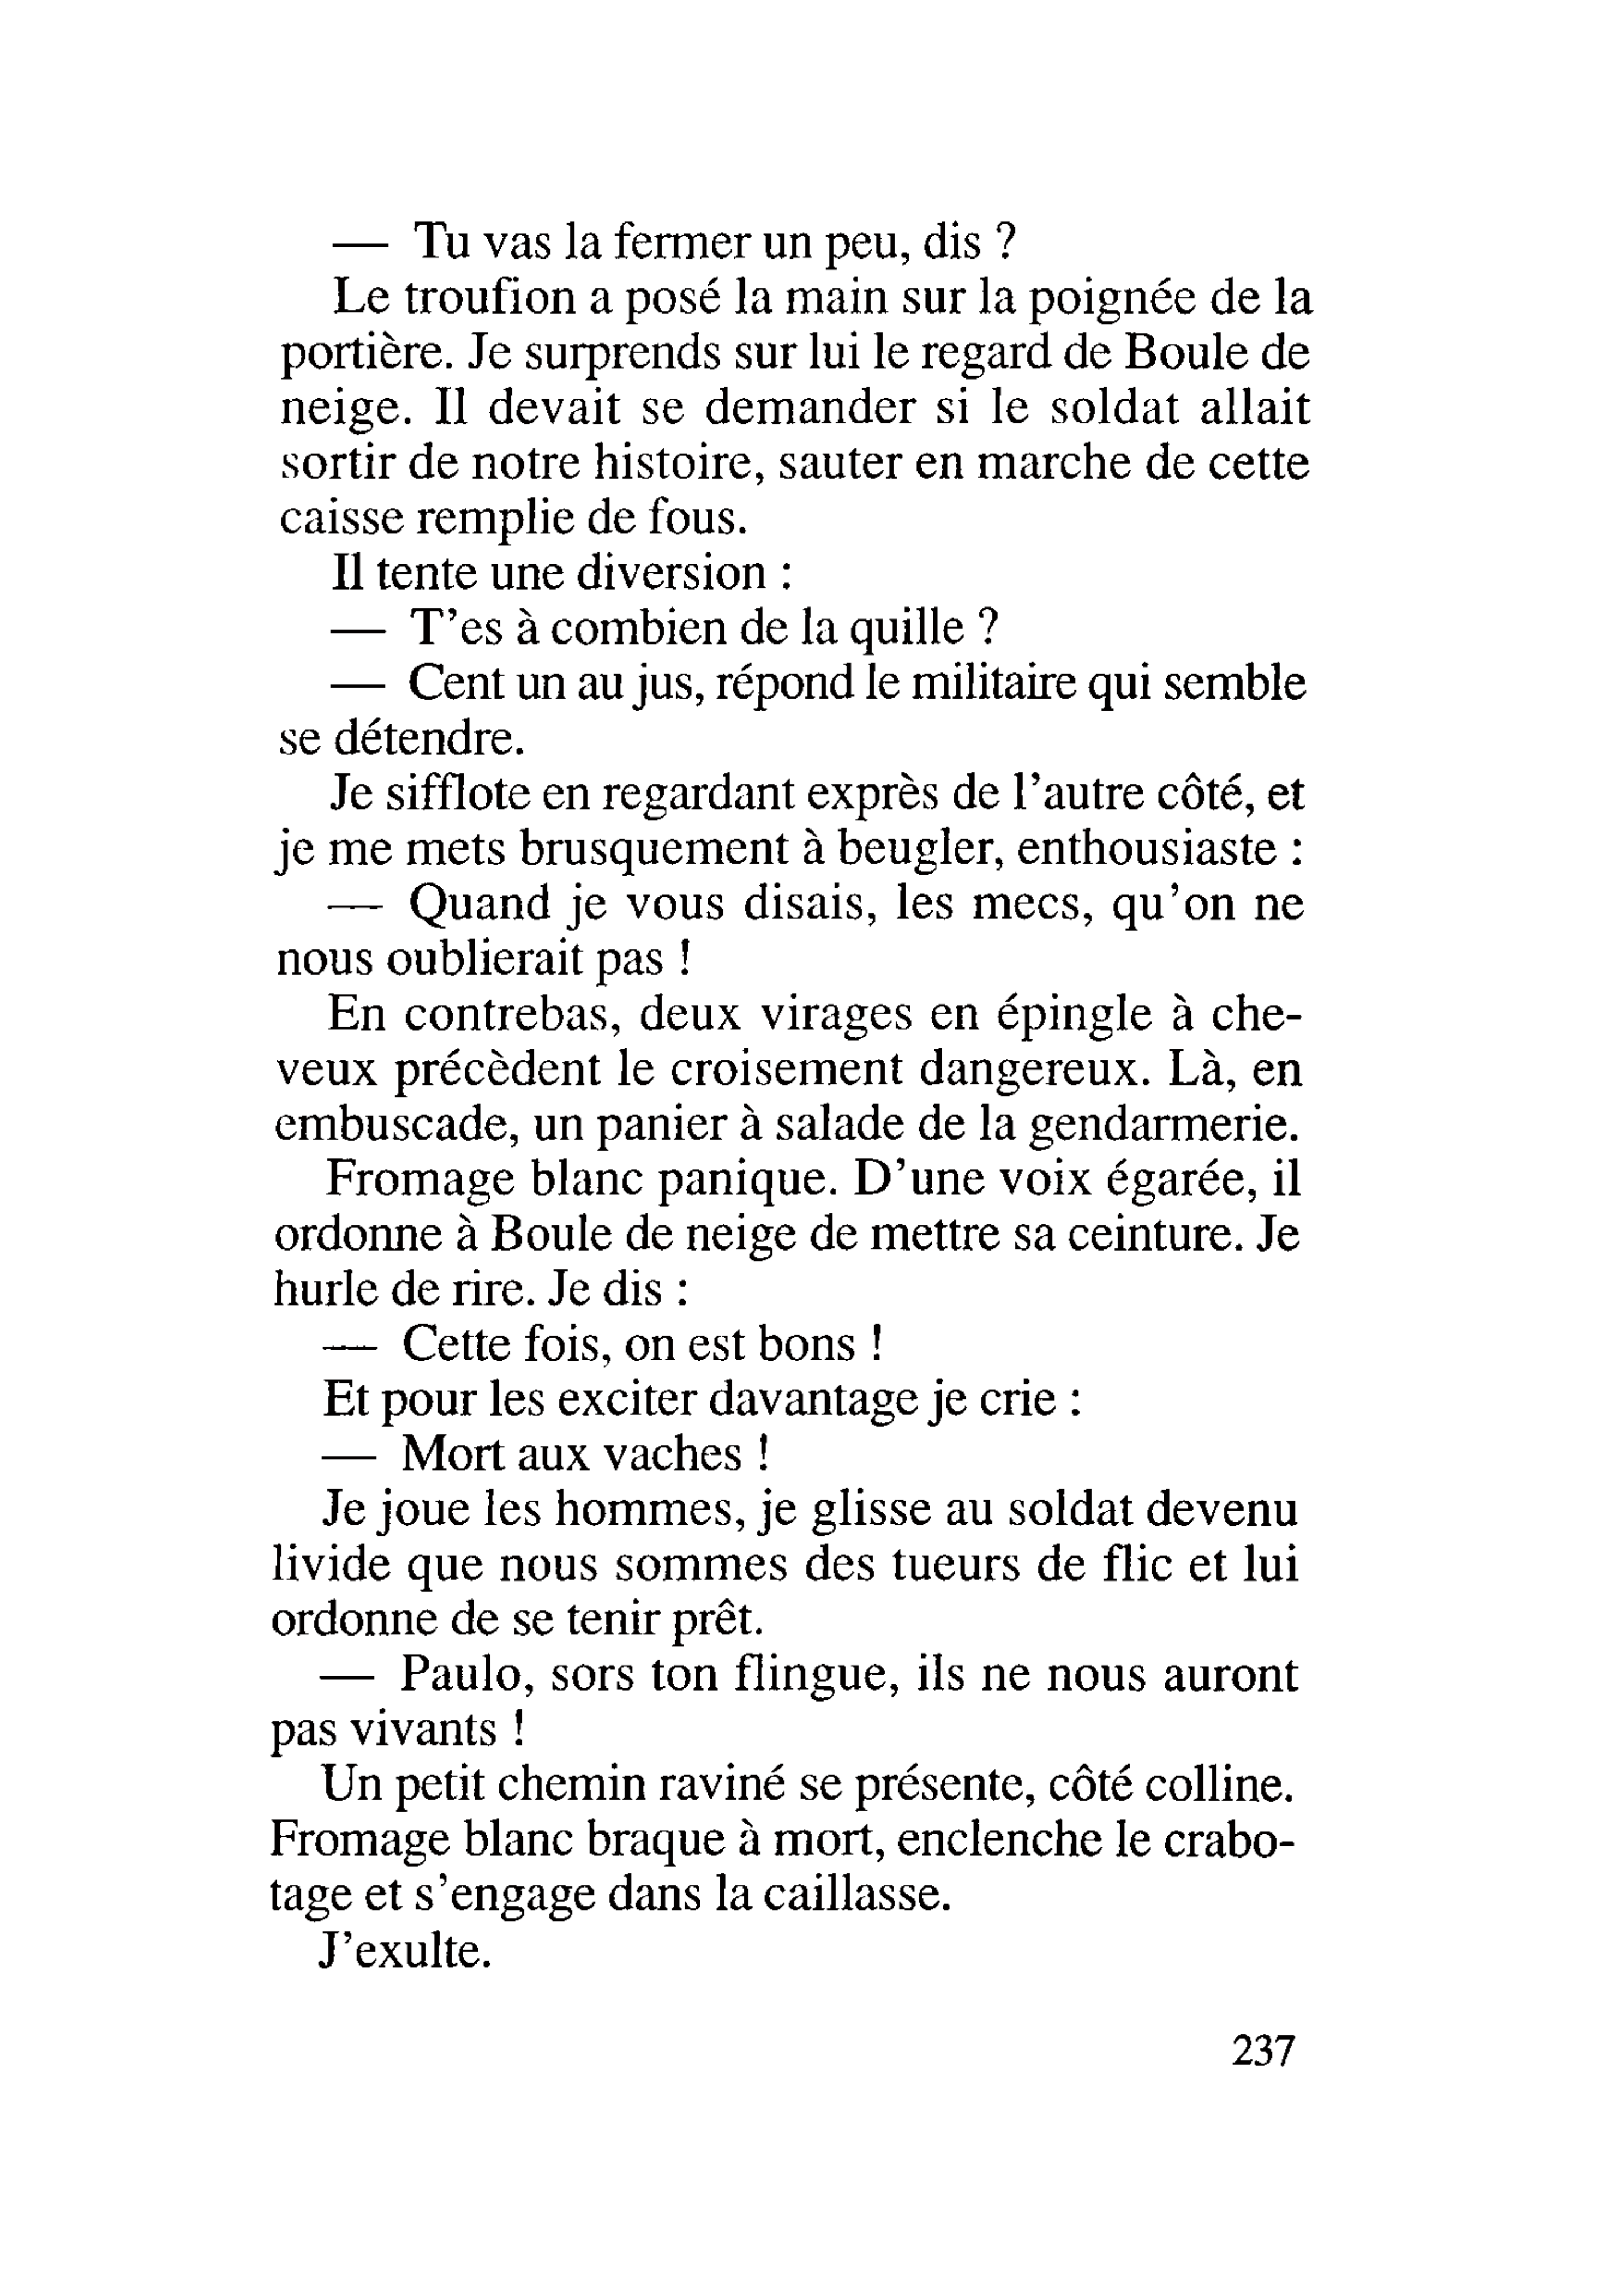 — Tu vas la fermer un peu, dis ?
Le troufion a posé la main sur la poignée de la
portière. Je surprends sur lui le regard de Boule de
neige. Il devait se demander si le soldat allait
sortir de notre histoire, sauter en marche de cette
caisse remplie de fous.
Il tente une diversion :
— T'es à combien de la quille ?
— Cent un au jus, répond le militaire qui semble
se détendre.
Je sifflote en regardant exprès de l'autre côté, et
je me mets brusquement à beugler, enthousiaste :
— Quand je vous disais, les mecs, qu'on ne
nous oublierait pas !
En contrebas, deux virages en épingle à che-
veux précèdent le croisement dangereux. Là, en
embuscade, un panier à salade de la gendarmerie.
Fromage blanc panique. D'une voix égarée, il
ordonne à Boule de neige de mettre sa ceinture. Je
hurle de rire. Je dis :
— Cette fois, on est bons !
Et pour les exciter davantage je crie :
— Mort aux vaches !
Je joue les hommes, je glisse au soldat devenu
livide que nous sommes des tueurs de flic et lui
ordonne de se tenir prêt.
— Paulo, sors ton flingue, ils ne nous auront
pas vivants !
Un petit chemin raviné se présente, côté colline.
Fromage blanc braque à mort, enclenche le crabo-
tage et s'engage dans la caillasse.
J'exulte.
237